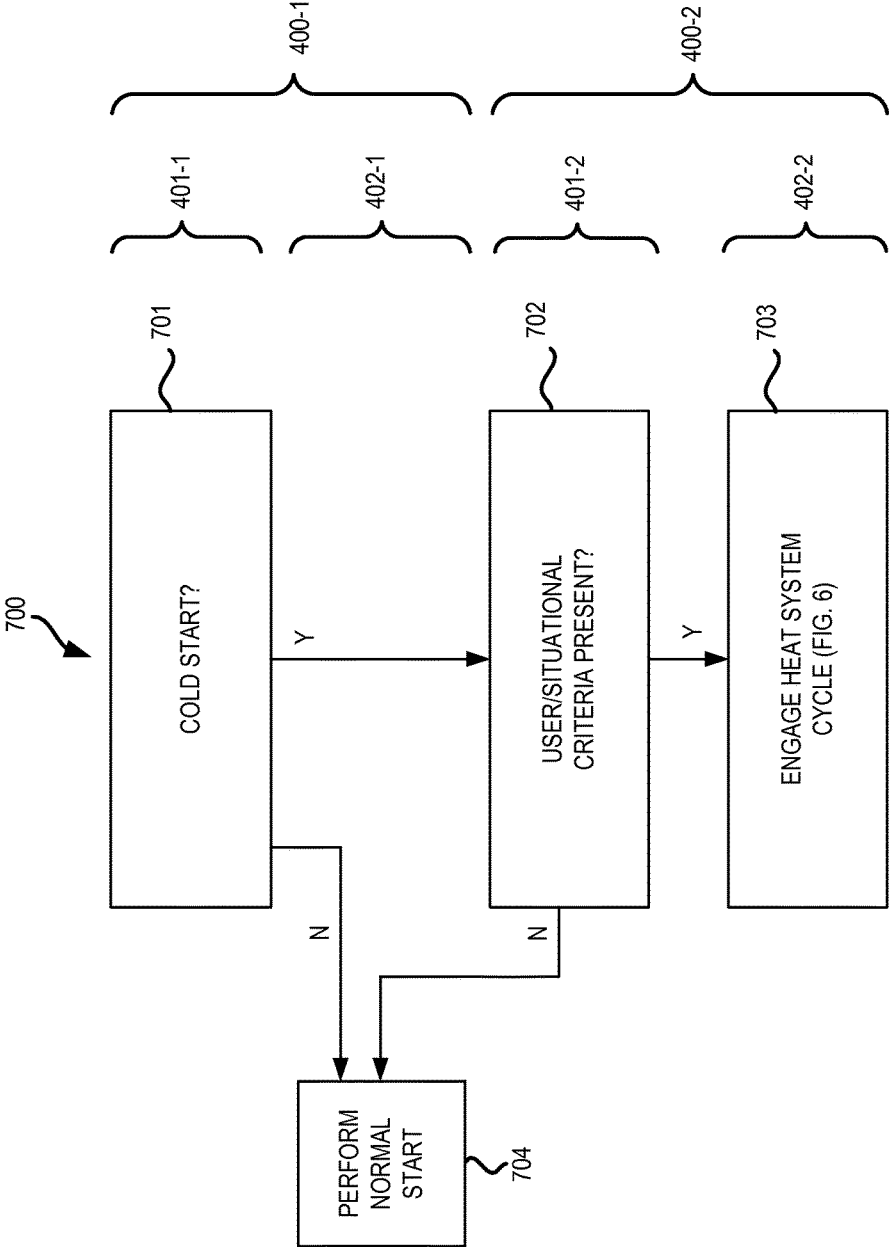 700
COLD START?
701
401-1
400-1
Y
N
402-1
PERFORM
NORMAL
START
704
USER/SITUATIONAL
CRITERIA PRESENT?
702
401-2
400-2
N
Y
ENGAGE HEAT SYSTEM
CYCLE (FIG. 6)
703
402-2